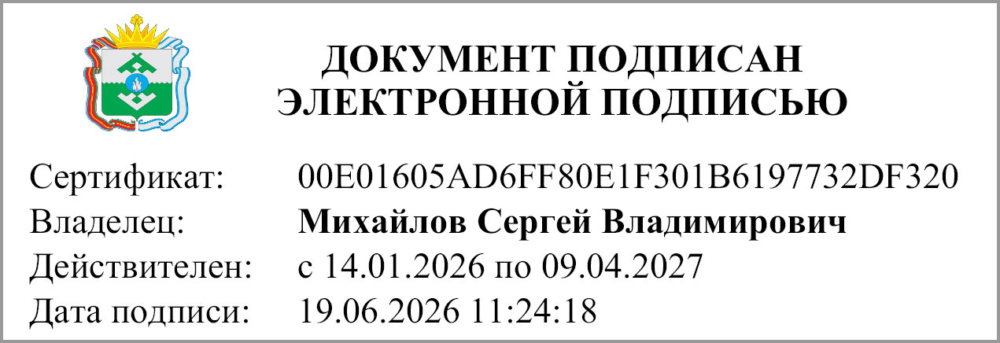 ДОКУМЕНТ ПОДПИСАН
ЭЛЕКТРОННОЙ ПОДПИСЬЮ
Сертификат: 00E01605AD6FF80E1F301B6197732DF320
Владелец: Михайлов Сергей Владимирович
Действителен: с 14.01.2026 по 09.04.2027
Дата подписи: 19.06.2026 11:24:18